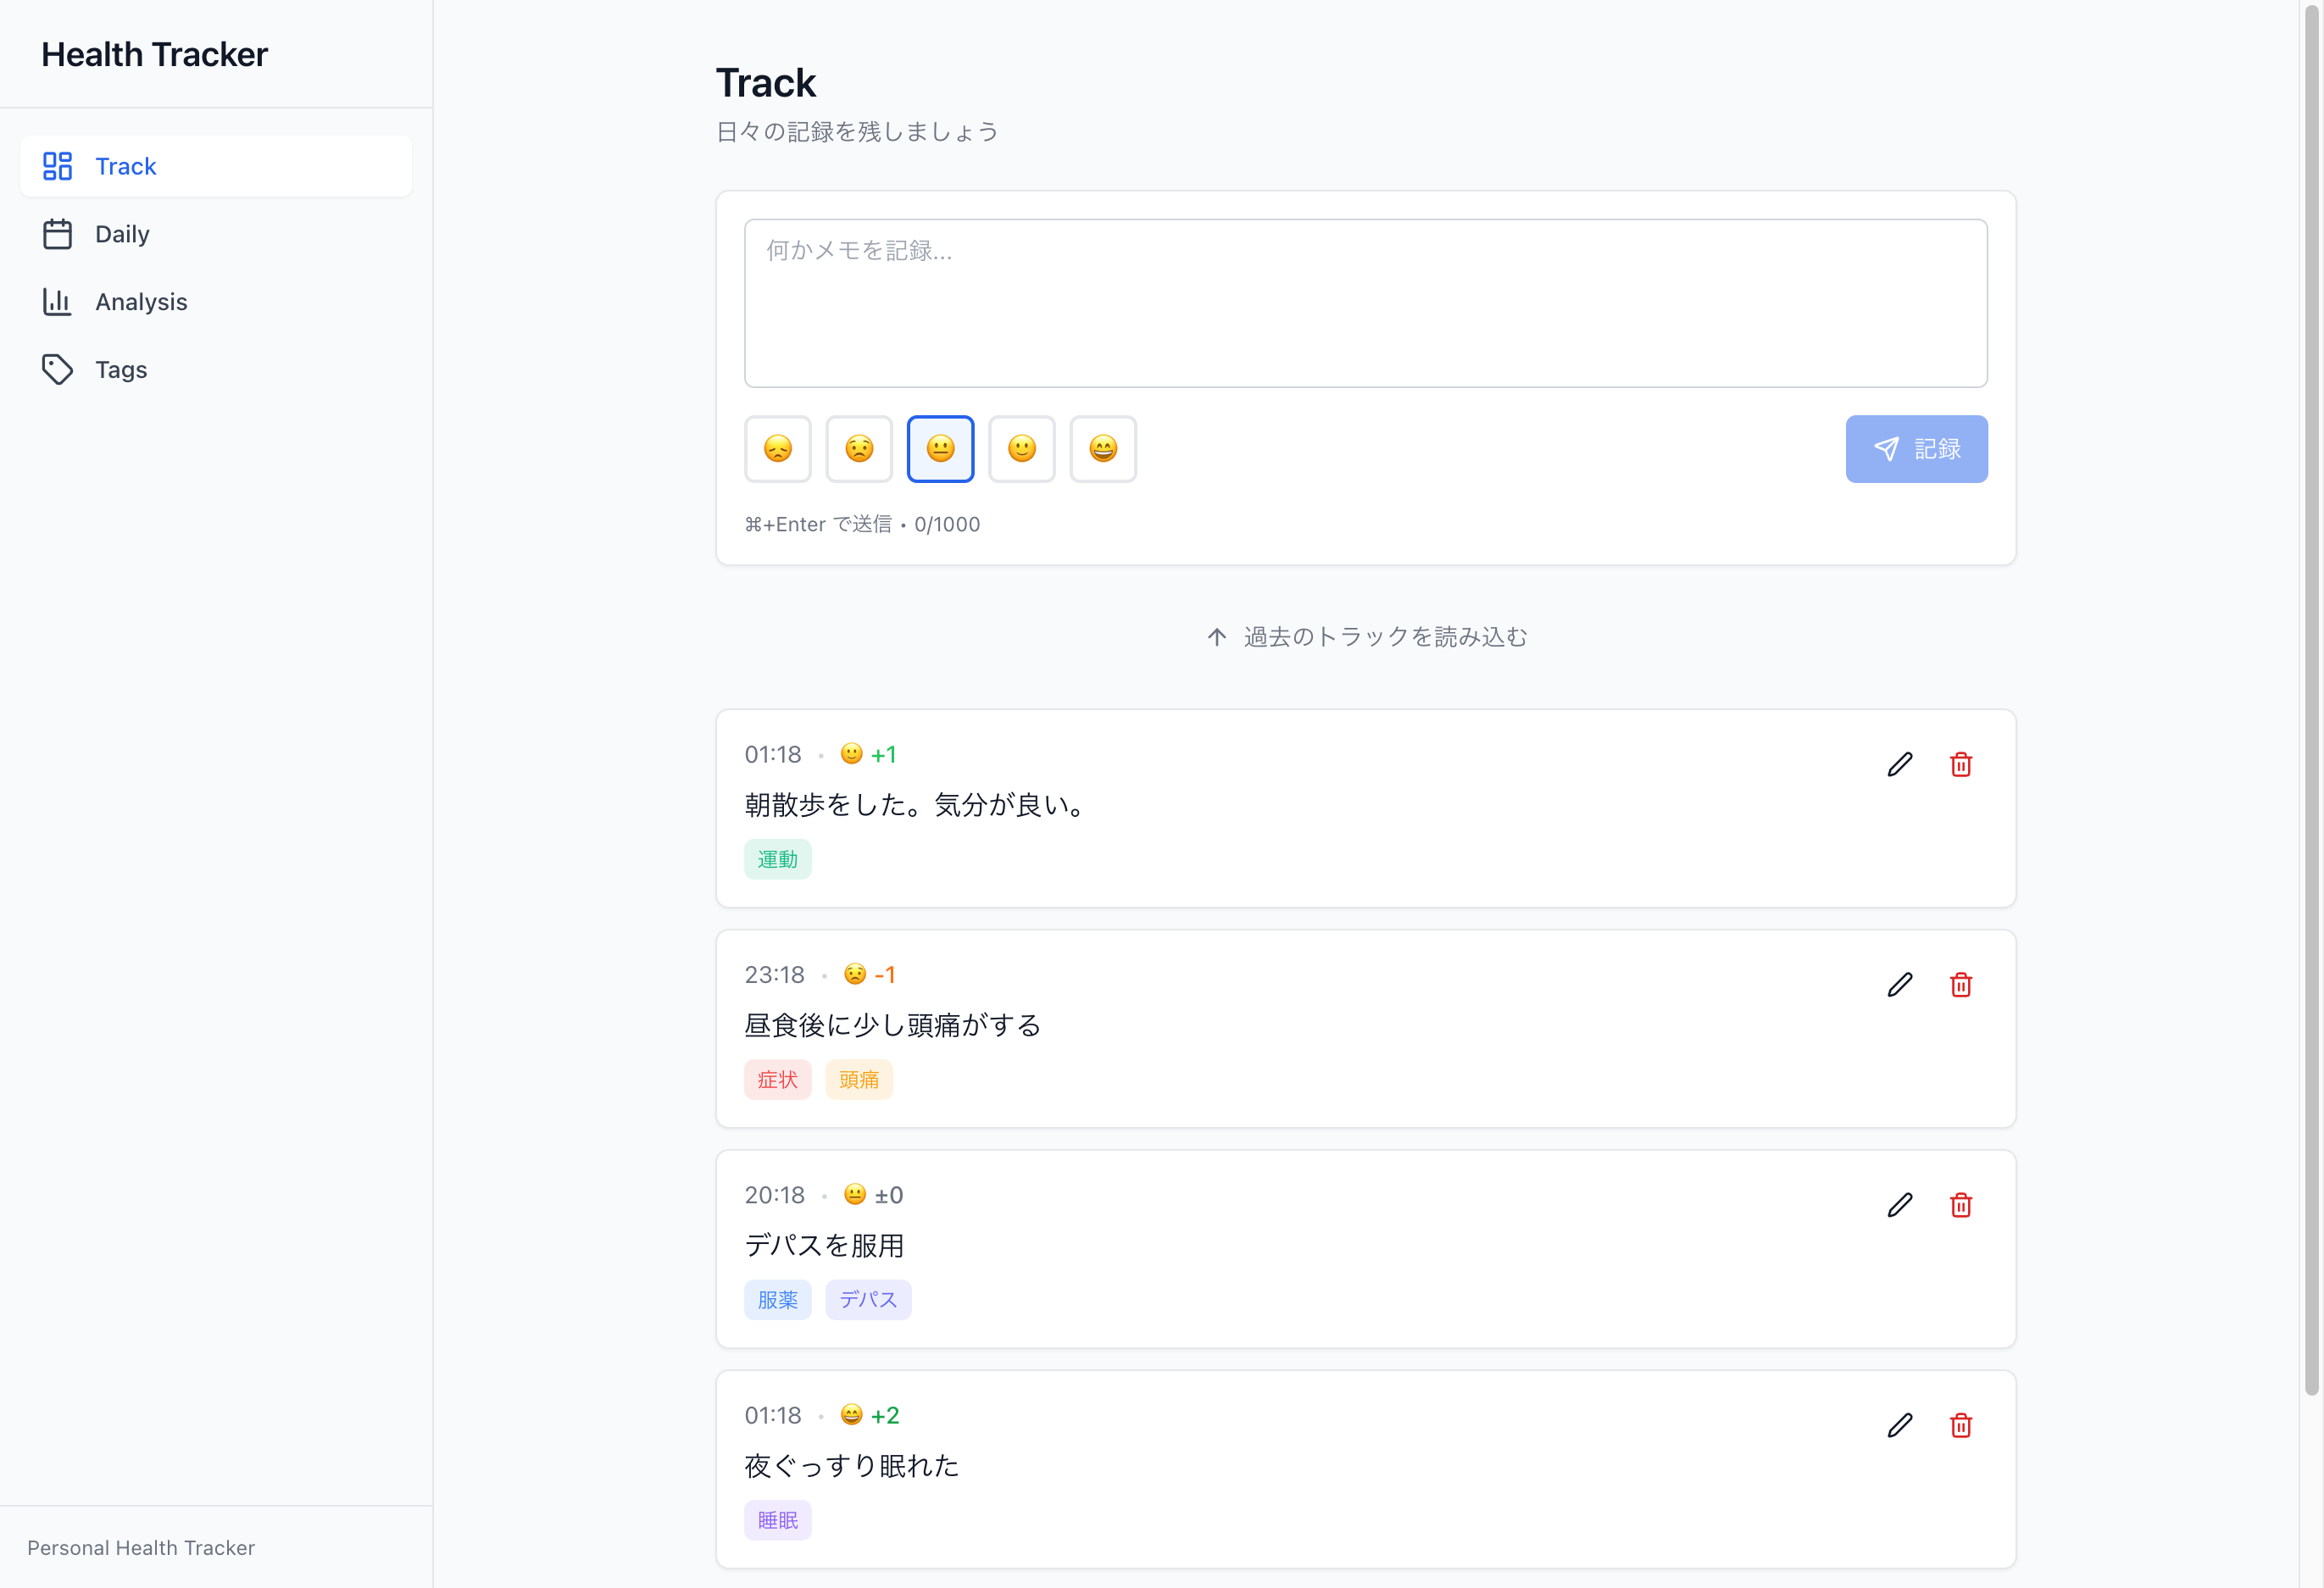 Health Tracker
Track
Daily
Analysis
Tags
Personal Health Tracker
Track
日々の記録を残しましょう
何かメモを記録...
記録
⌘+Enter で送信 • 0/1000
↑ 過去のトラックを読み込む
01:18 • 🙂 +1
朝散歩をした。気分が良い。
運動
23:18 • 😟 -1
昼食後に少し頭痛がする
症状 頭痛
20:18 • 😐 ±0
デパスを服用
服薬 デパス
01:18 • 😄 +2
夜ぐっすり眠れた
睡眠